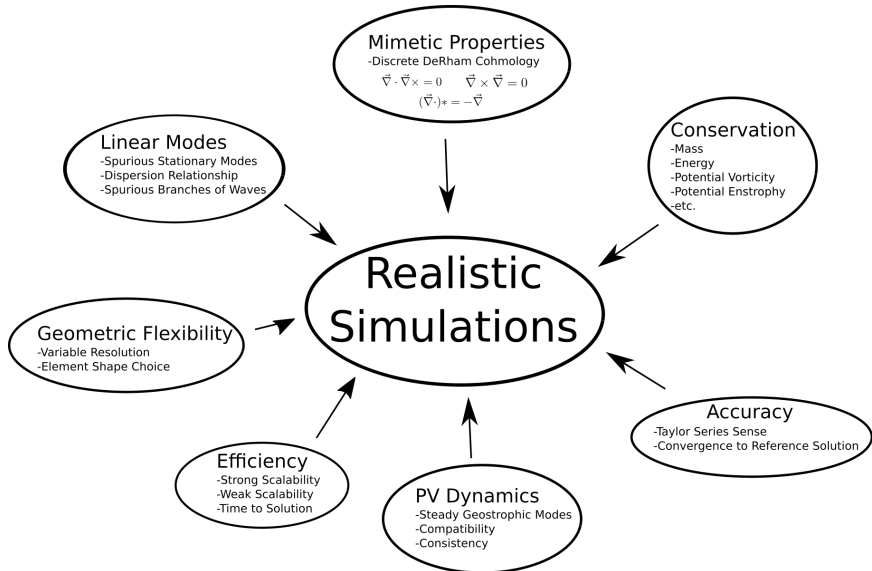 Mimetic Properties
-Discrete DeRham Cohmology
∇⃗ · ∇⃗× = 0 ∇⃗ × ∇⃗ = 0
(∇⃗·)∗ = −∇⃗
Linear Modes
-Spurious Stationary Modes
-Dispersion Relationship
-Spurious Branches of Waves
Conservation
-Mass
-Energy
-Potential Vorticity
-Potential Enstrophy
-etc.
Realistic
Simulations
Geometric Flexibility
-Variable Resolution
-Element Shape Choice
Accuracy
-Taylor Series Sense
-Convergence to Reference Solution
Efficiency
-Strong Scalability
-Weak Scalability
-Time to Solution
PV Dynamics
-Steady Geostrophic Modes
-Compatibility
-Consistency